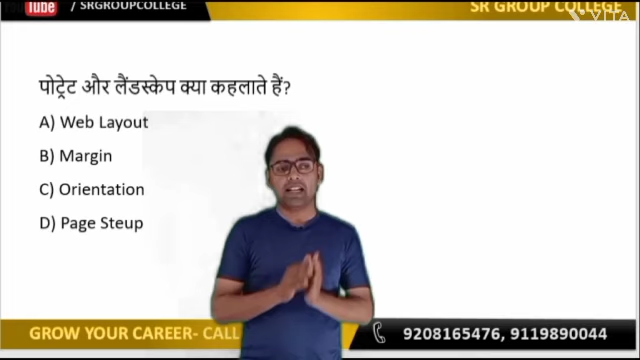 YouTube / SRGROUPCOLLEGE SR GROUP COLLEGE
VITA
पोट्रेट और लैंडस्केप क्या कहलाते हैं?
A) Web Layout
B) Margin
C) Orientation
D) Page Steup
GROW YOUR CAREER- CALL 9208165476, 9119890044